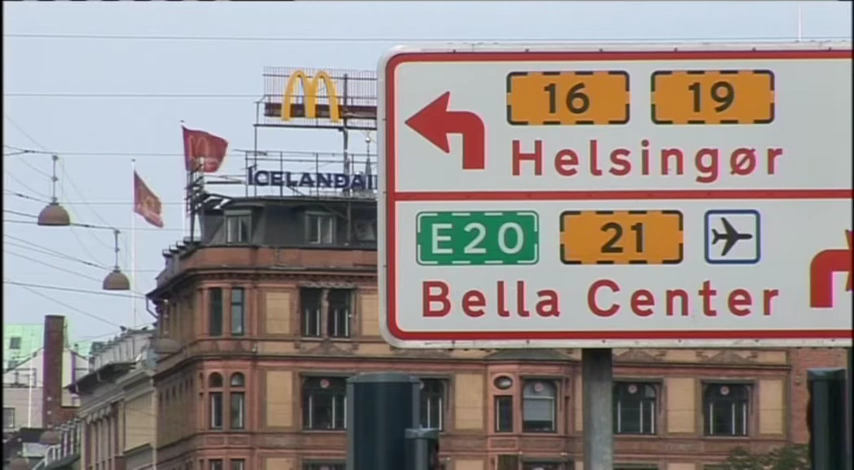 M
ICELANDAI
16 19
Helsingør
E20 21
Bella Center